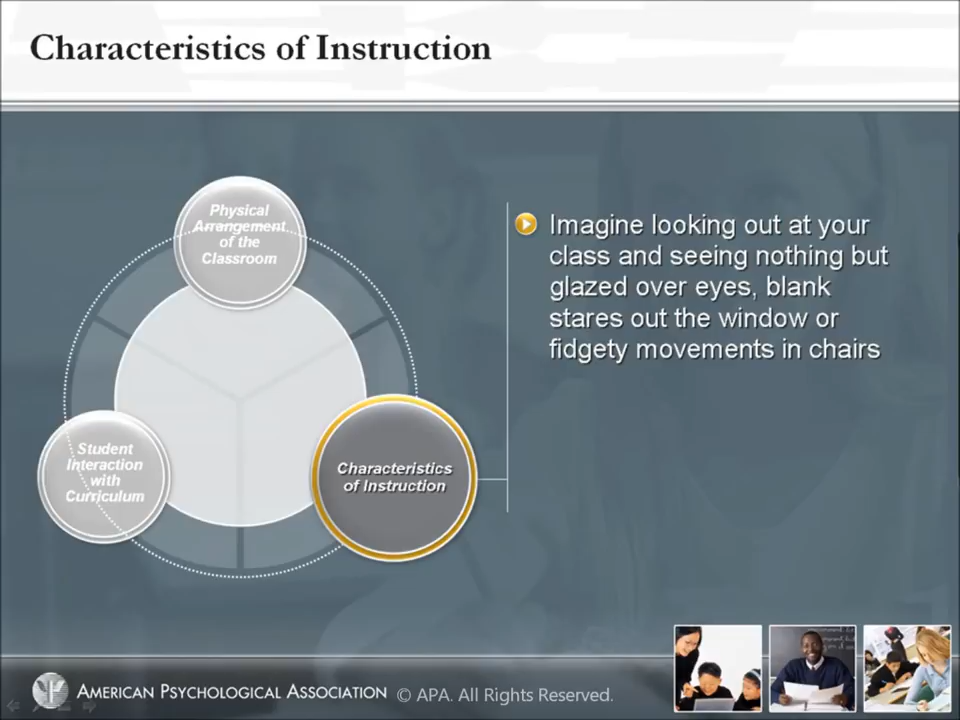 Characteristics of Instruction
Physical
Arrangement
of the
Classroom
Student
Interaction
with
Curriculum
Characteristics
of Instruction
Imagine looking out at your
class and seeing nothing but
glazed over eyes, blank
stares out the window or
fidgety movements in chairs
AMERICAN PSYCHOLOGICAL ASSOCIATION © APA. All Rights Reserved.